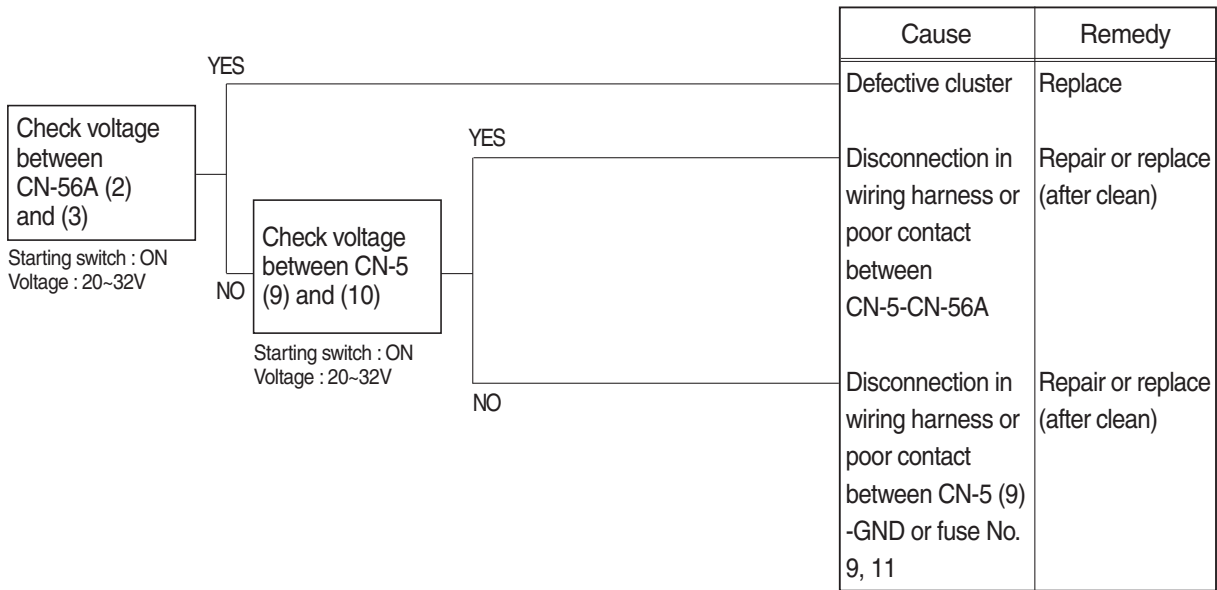 Cause
Remedy
YES
Defective cluster
Replace
Check voltage
between
CN-56A (2)
and (3)
Starting switch : ON
Voltage : 20~32V
NO
YES
Check voltage
between CN-5
(9) and (10)
Starting switch : ON
Voltage : 20~32V
NO
Disconnection in
wiring harness or
poor contact
between
CN-5-CN-56A
Repair or replace
(after clean)
Disconnection in
wiring harness or
poor contact
between CN-5 (9)
-GND or fuse No.
9, 11
Repair or replace
(after clean)